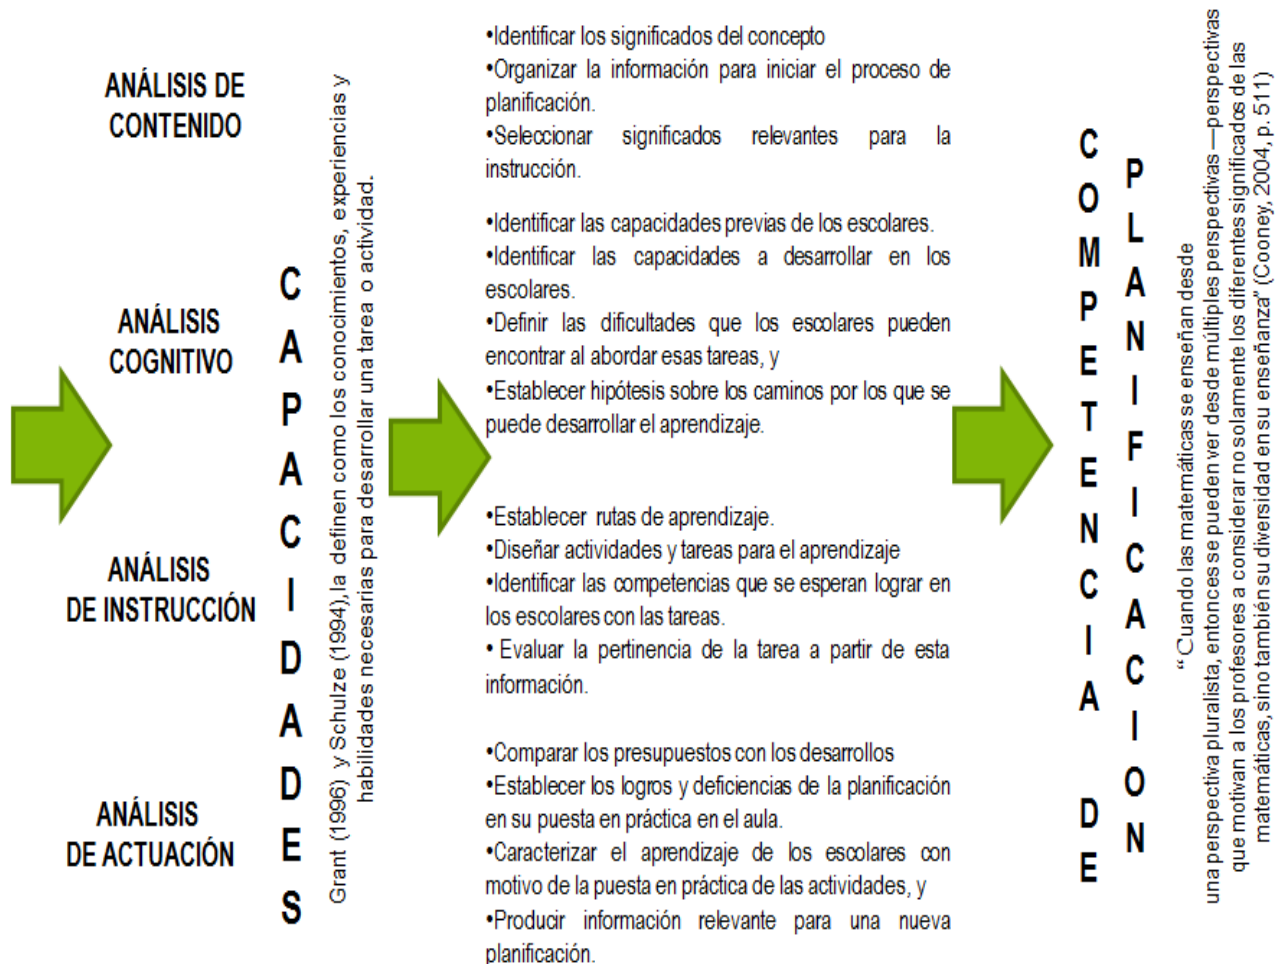 ANÁLISIS DE
CONTENIDO
ANÁLISIS
COGNITIVO
ANÁLISIS
DE INSTRUCCIÓN
ANÁLISIS
DE ACTUACIÓN
CAPACIDADES
Grant (1996) y Schulze (1994),la definen como los conocimientos, experiencias y
habilidades necesarias para desarrollar una tarea o actividad.
•Identificar los significados del concepto
•Organizar la información para iniciar el proceso de
planificación.
•Seleccionar significados relevantes para la
instrucción.
•Identificar las capacidades previas de los escolares.
•Identificar las capacidades a desarrollar en los
escolares.
•Definir las dificultades que los escolares pueden
encontrar al abordar esas tareas, y
•Establecer hipótesis sobre los caminos por los que se
puede desarrollar el aprendizaje.
•Establecer rutas de aprendizaje.
•Diseñar actividades y tareas para el aprendizaje
•Identificar las competencias que se esperan lograr en
los escolares con las tareas.
• Evaluar la pertinencia de la tarea a partir de esta
información.
•Comparar los presupuestos con los desarrollos
•Establecer los logros y deficiencias de la planificación
en su puesta en práctica en el aula.
•Caracterizar el aprendizaje de los escolares con
motivo de la puesta en práctica de las actividades, y
•Producir información relevante para una nueva
planificación.
COMPETENCIA DE
PLANIFICACION
“Cuando las matemáticas se enseñan desde
una perspectiva pluralista, entonces se pueden ver desde múltiples perspectivas —perspectivas
que motivan a los profesores a considerar no solamente los diferentes significados de las
matemáticas, sino también su diversidad en su enseñanza” (Cooney, 2004, p. 511)